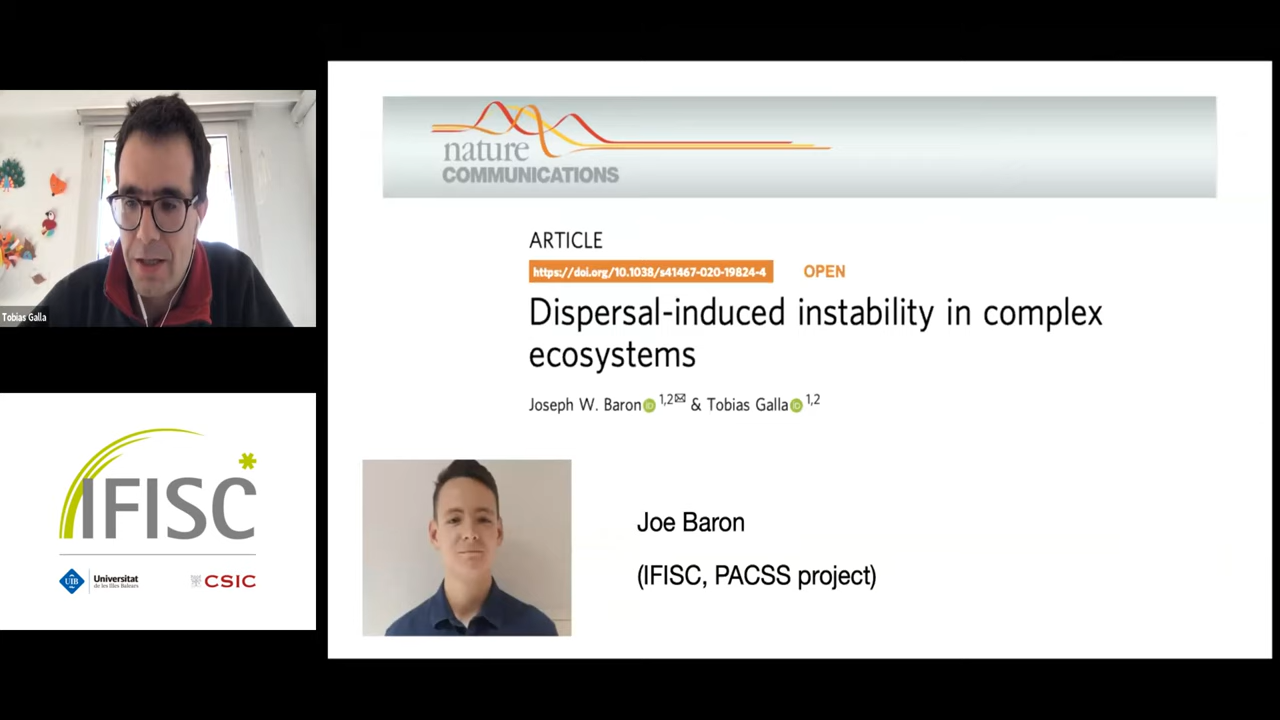 Tobias Galla
IFISC
UIB
Universitat
de les Illes Balears
CSIC
nature
COMMUNICATIONS
ARTICLE
https://doi.org/10.1038/s41467-020-19824-4 OPEN
Dispersal-induced instability in complex
ecosystems
Joseph W. Baron 1,2✉ & Tobias Galla 1,2
Joe Baron
(IFISC, PACSS project)